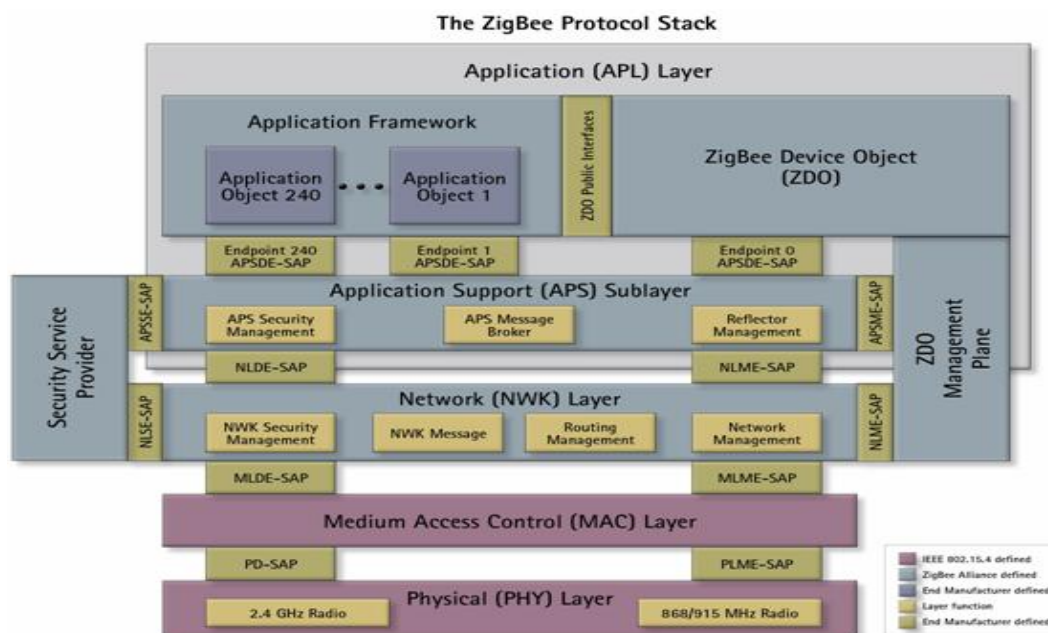 The ZigBee Protocol Stack
Application (APL) Layer
Application Framework
ZDO Public Interfaces
ZigBee Device Object
(ZDO)
Application
Object 240
Application
Object 1
Endpoint 240
APSDE-SAP
Endpoint 1
APSDE-SAP
Endpoint 0
APSDE-SAP
Security Service
Provider
APSSE-SAP
Application Support (APS) Sublayer
APS Security
Management
APS Message
Broker
Reflector
Management
APSME-SAP
ZDO
Management
Plane
NLDE-SAP
NLME-SAP
NLSE-SAP
Network (NWK) Layer
NWK Security
Management
NWK Message
Routing
Management
Network
Management
NLME-SAP
MLDE-SAP
MLME-SAP
Medium Access Control (MAC) Layer
PD-SAP
PLME-SAP
Physical (PHY) Layer
2.4 GHz Radio
868/915 MHz Radio
IEEE 802.15.4 defined
ZigBee Alliance defined
End Manufacturer defined
Layer function
End Manufacturer defined